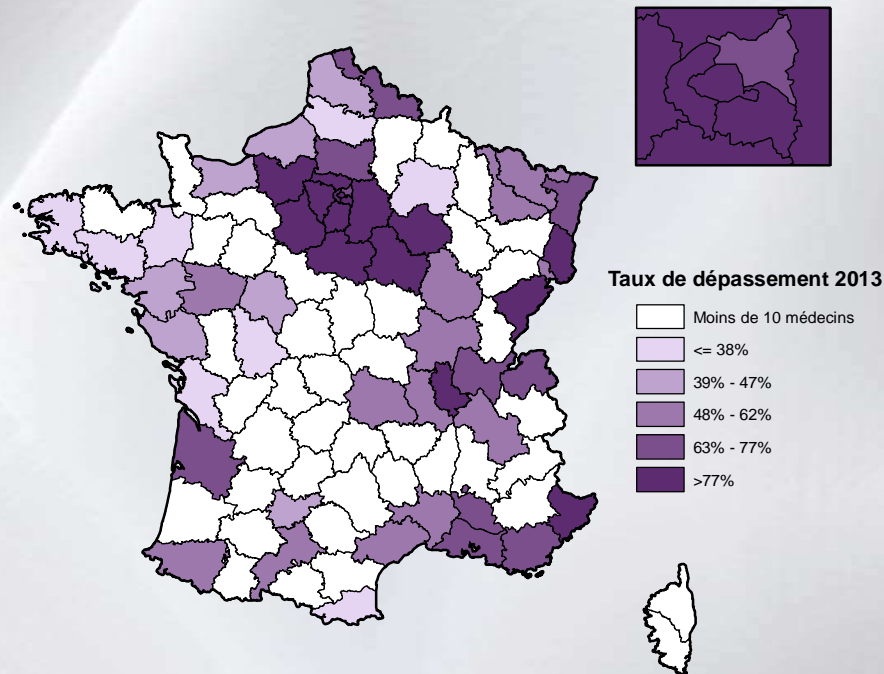 Taux de dépassement 2013
Moins de 10 médecins
<= 38%
39% - 47%
48% - 62%
63% - 77%
>77%